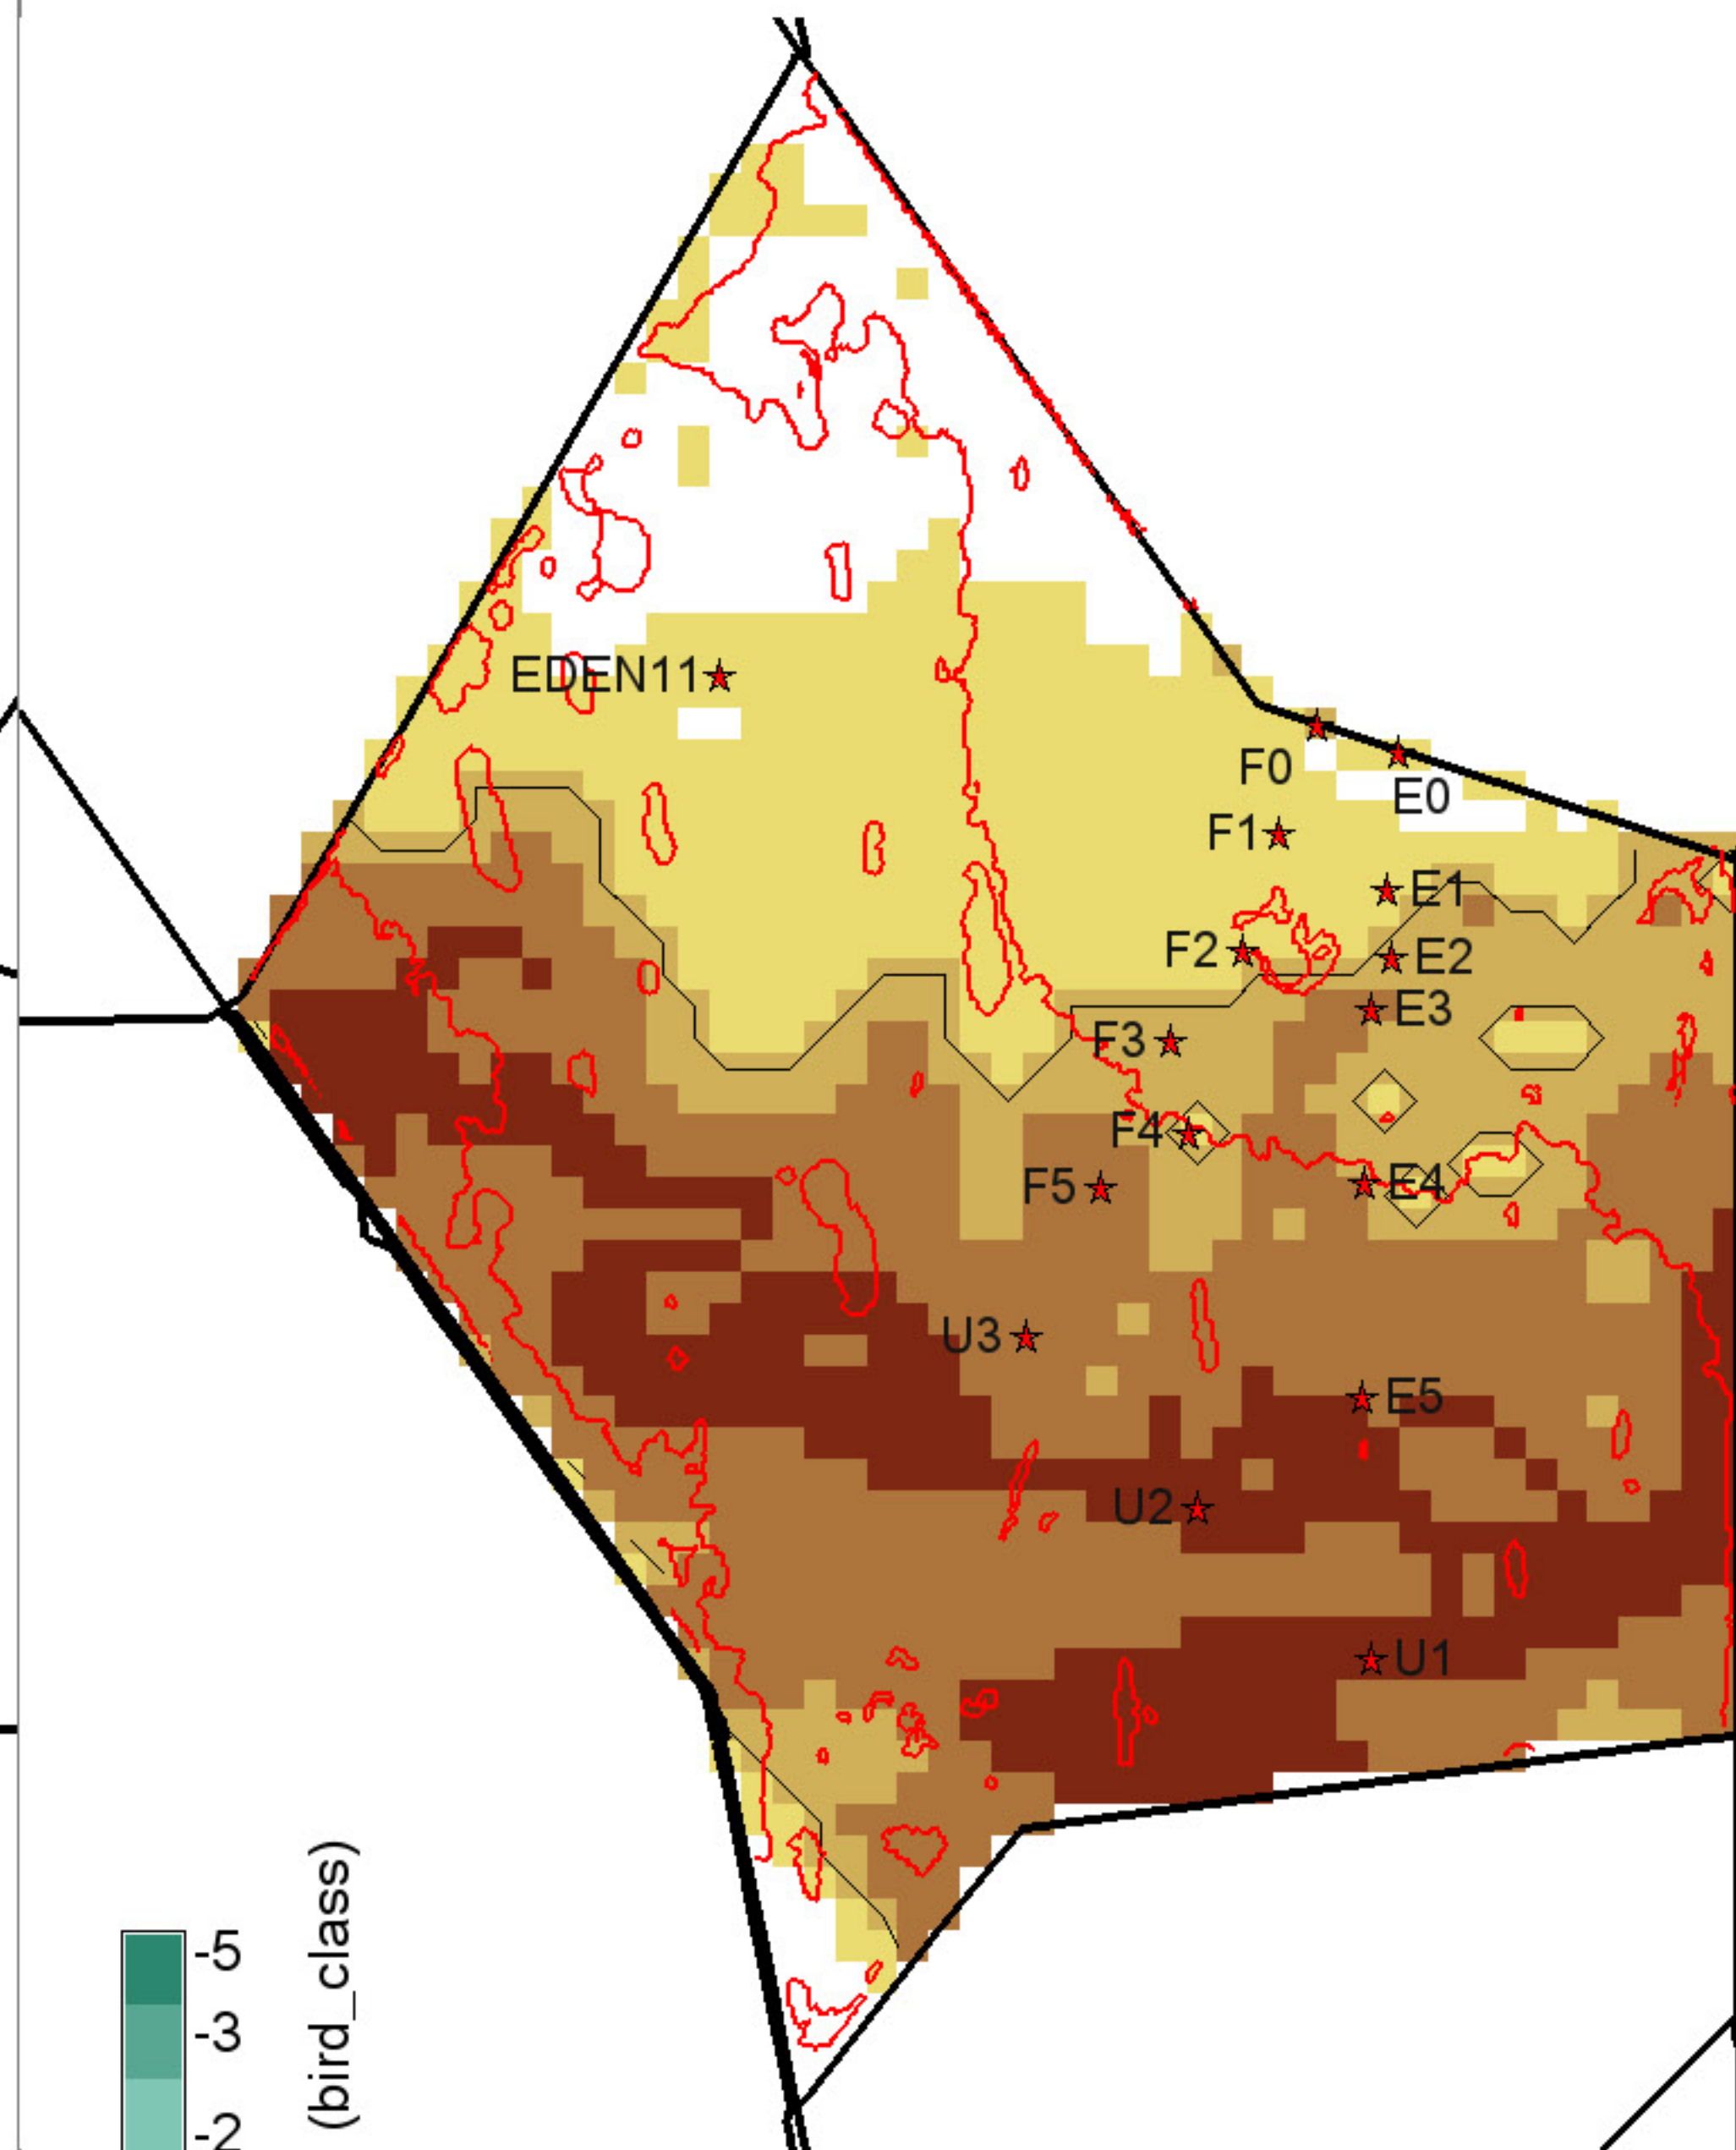 EDEN11
F0
E0
F1
E1
F2
E2
E3
F3
F4
E4
F5
U3
E5
U2
U1
(bird_class)
-5
-3
-2